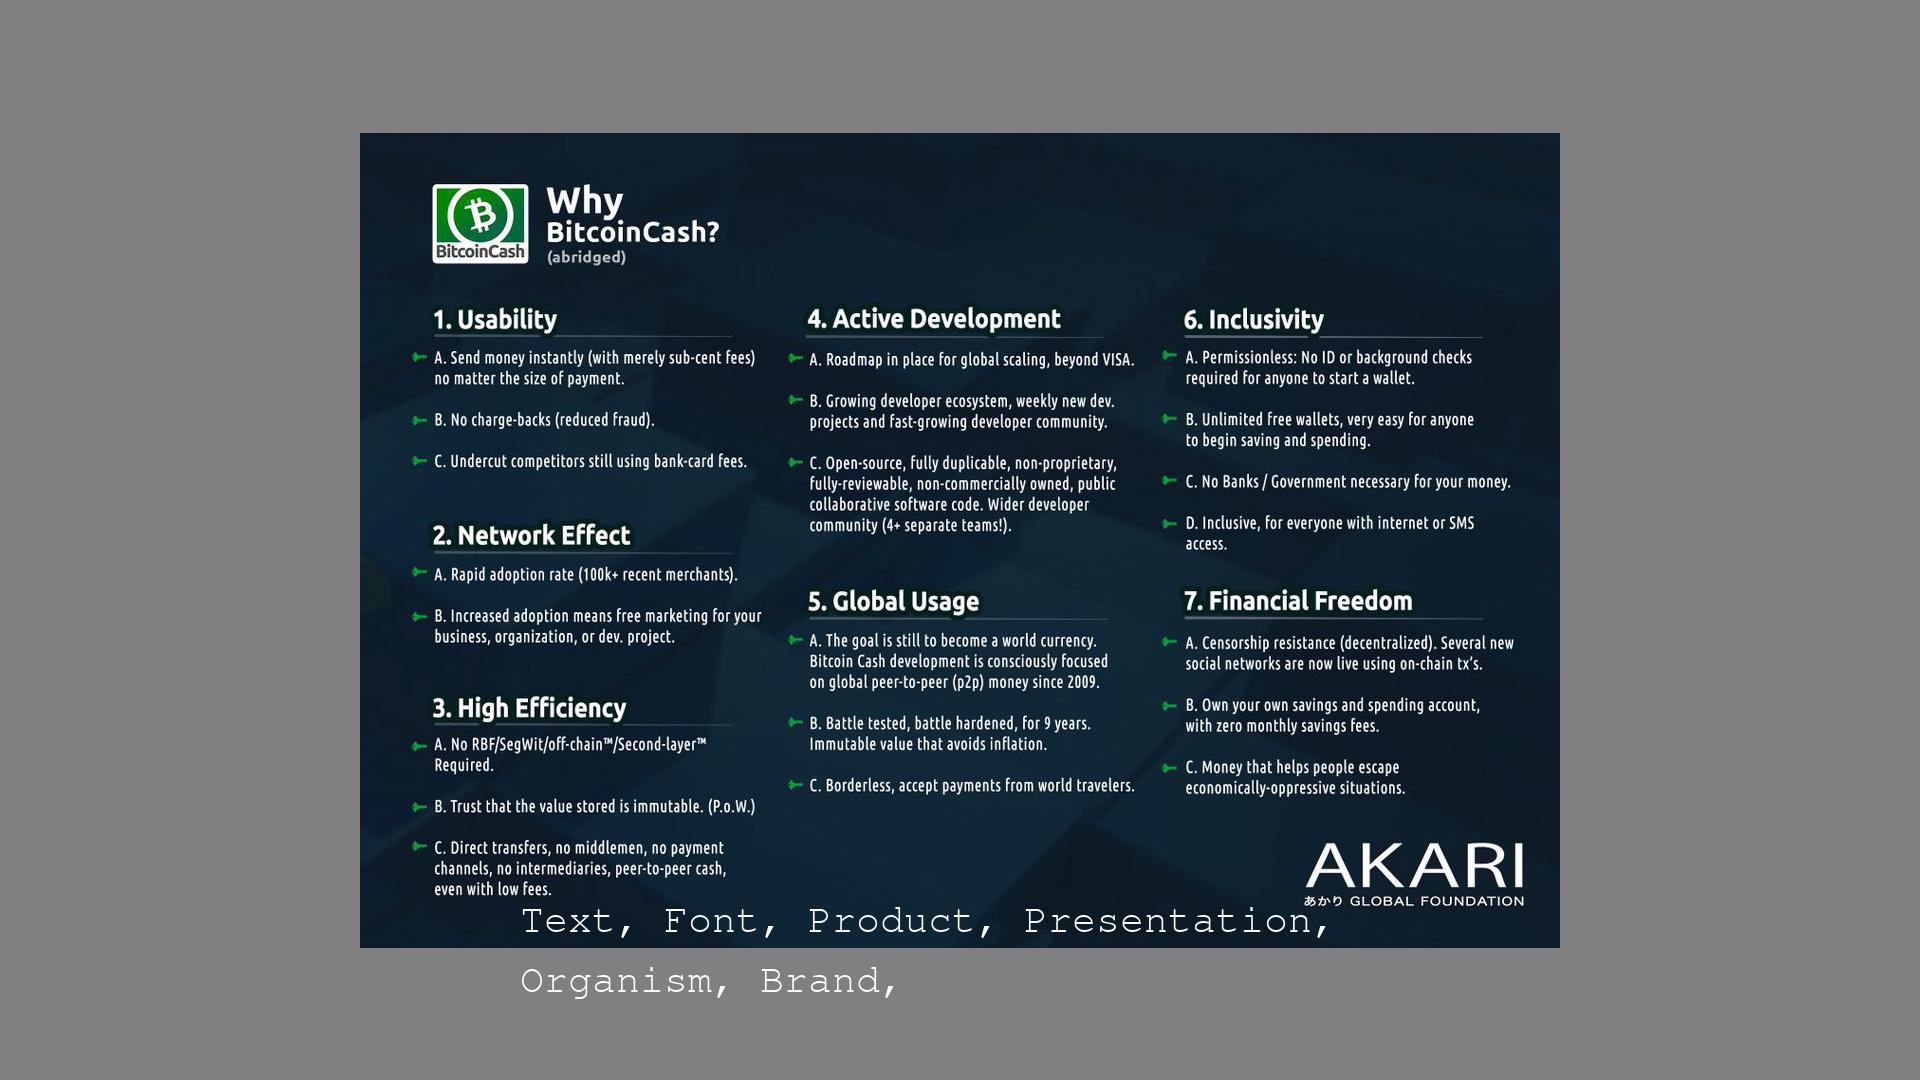 BitcoinCash
Why
BitcoinCash?
(abridged)
1. Usability
A. Send money instantly (with merely sub-cent fees)
no matter the size of payment.
B. No charge-backs (reduced fraud).
C. Undercut competitors still using bank-card fees.
2. Network Effect
A. Rapid adoption rate (100k+ recent merchants).
B. Increased adoption means free marketing for your
business, organization, or dev. project.
3. High Efficiency
A. No RBF/SegWit/off-chain™/Second-layer™
Required.
B. Trust that the value stored is immutable. (P.o.W.)
C. Direct transfers, no middlemen, no payment
channels, no intermediaries, peer-to-peer cash,
even with low fees.
4. Active Development
A. Roadmap in place for global scaling, beyond VISA.
B. Growing developer ecosystem, weekly new dev.
projects and fast-growing developer community.
C. Open-source, fully duplicable, non-proprietary,
fully-reviewable, non-commercially owned, public
collaborative software code. Wider developer
community (4+ separate teams!).
5. Global Usage
A. The goal is still to become a world currency.
Bitcoin Cash development is consciously focused
on global peer-to-peer (p2p) money since 2009.
B. Battle tested, battle hardened, for 9 years.
Immutable value that avoids inflation.
C. Borderless, accept payments from world travelers.
6. Inclusivity
A. Permissionless: No ID or background checks
required for anyone to start a wallet.
B. Unlimited free wallets, very easy for anyone
to begin saving and spending.
C. No Banks / Government necessary for your money.
D. Inclusive, for everyone with internet or SMS
access.
7. Financial Freedom
A. Censorship resistance (decentralized). Several new
social networks are now live using on-chain tx's.
B. Own your own savings and spending account,
with zero monthly savings fees.
C. Money that helps people escape
economically-oppressive situations.
AKARI
あかり GLOBAL FOUNDATION
Text, Font, Product, Presentation,
Organism, Brand,